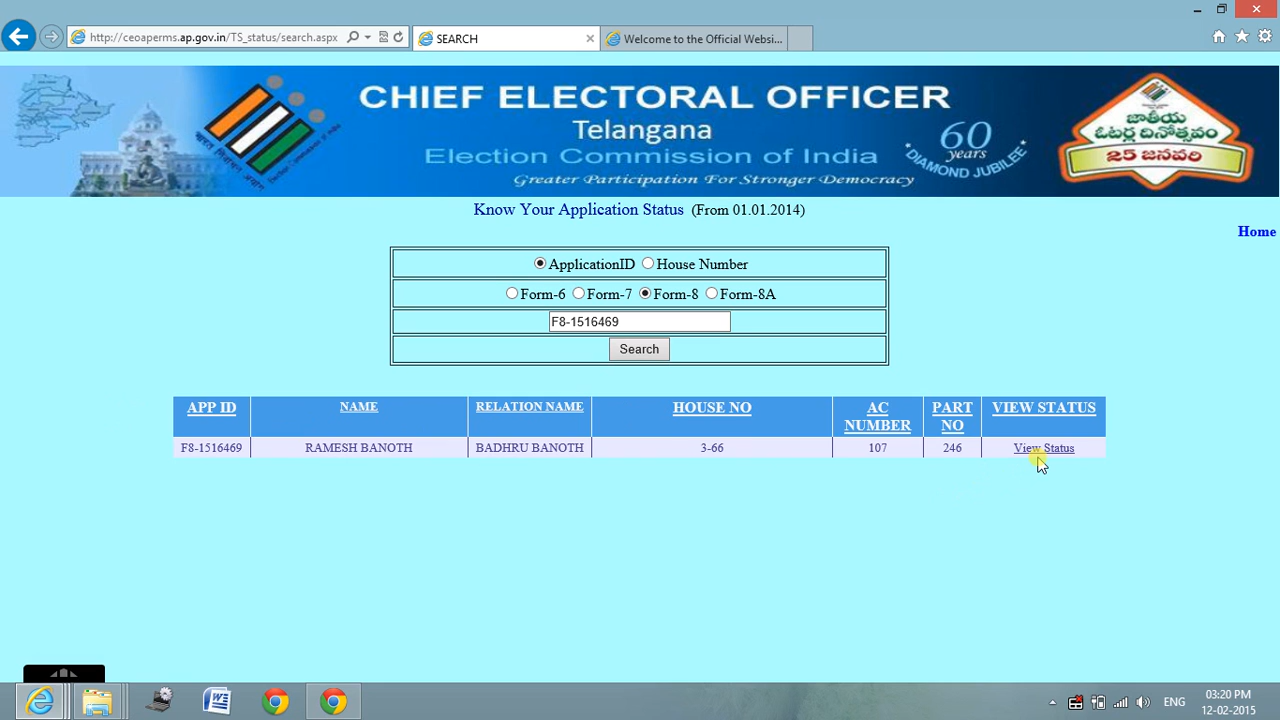 http://ceoaperms.ap.gov.in/TS_status/search.aspx
SEARCH
Welcome to the Official Websi...
CHIEF ELECTORAL OFFICER
Telangana
Election Commission of India
Greater Participation For Stronger Democracy
60
years
DIAMOND JUBILEE
జాతీయ
ఓటర్ల దినోత్సవం
25 జనవరి
Know Your Application Status (From 01.01.2014)
Home
ApplicationID House Number
Form-6 Form-7 Form-8 Form-8A
F8-1516469
Search
APP ID NAME RELATION NAME HOUSE NO AC NUMBER PART NO VIEW STATUS
F8-1516469 RAMESH BANOTH BADHRU BANOTH 3-66 107 246 View Status
ENG
03:20 PM
12-02-2015